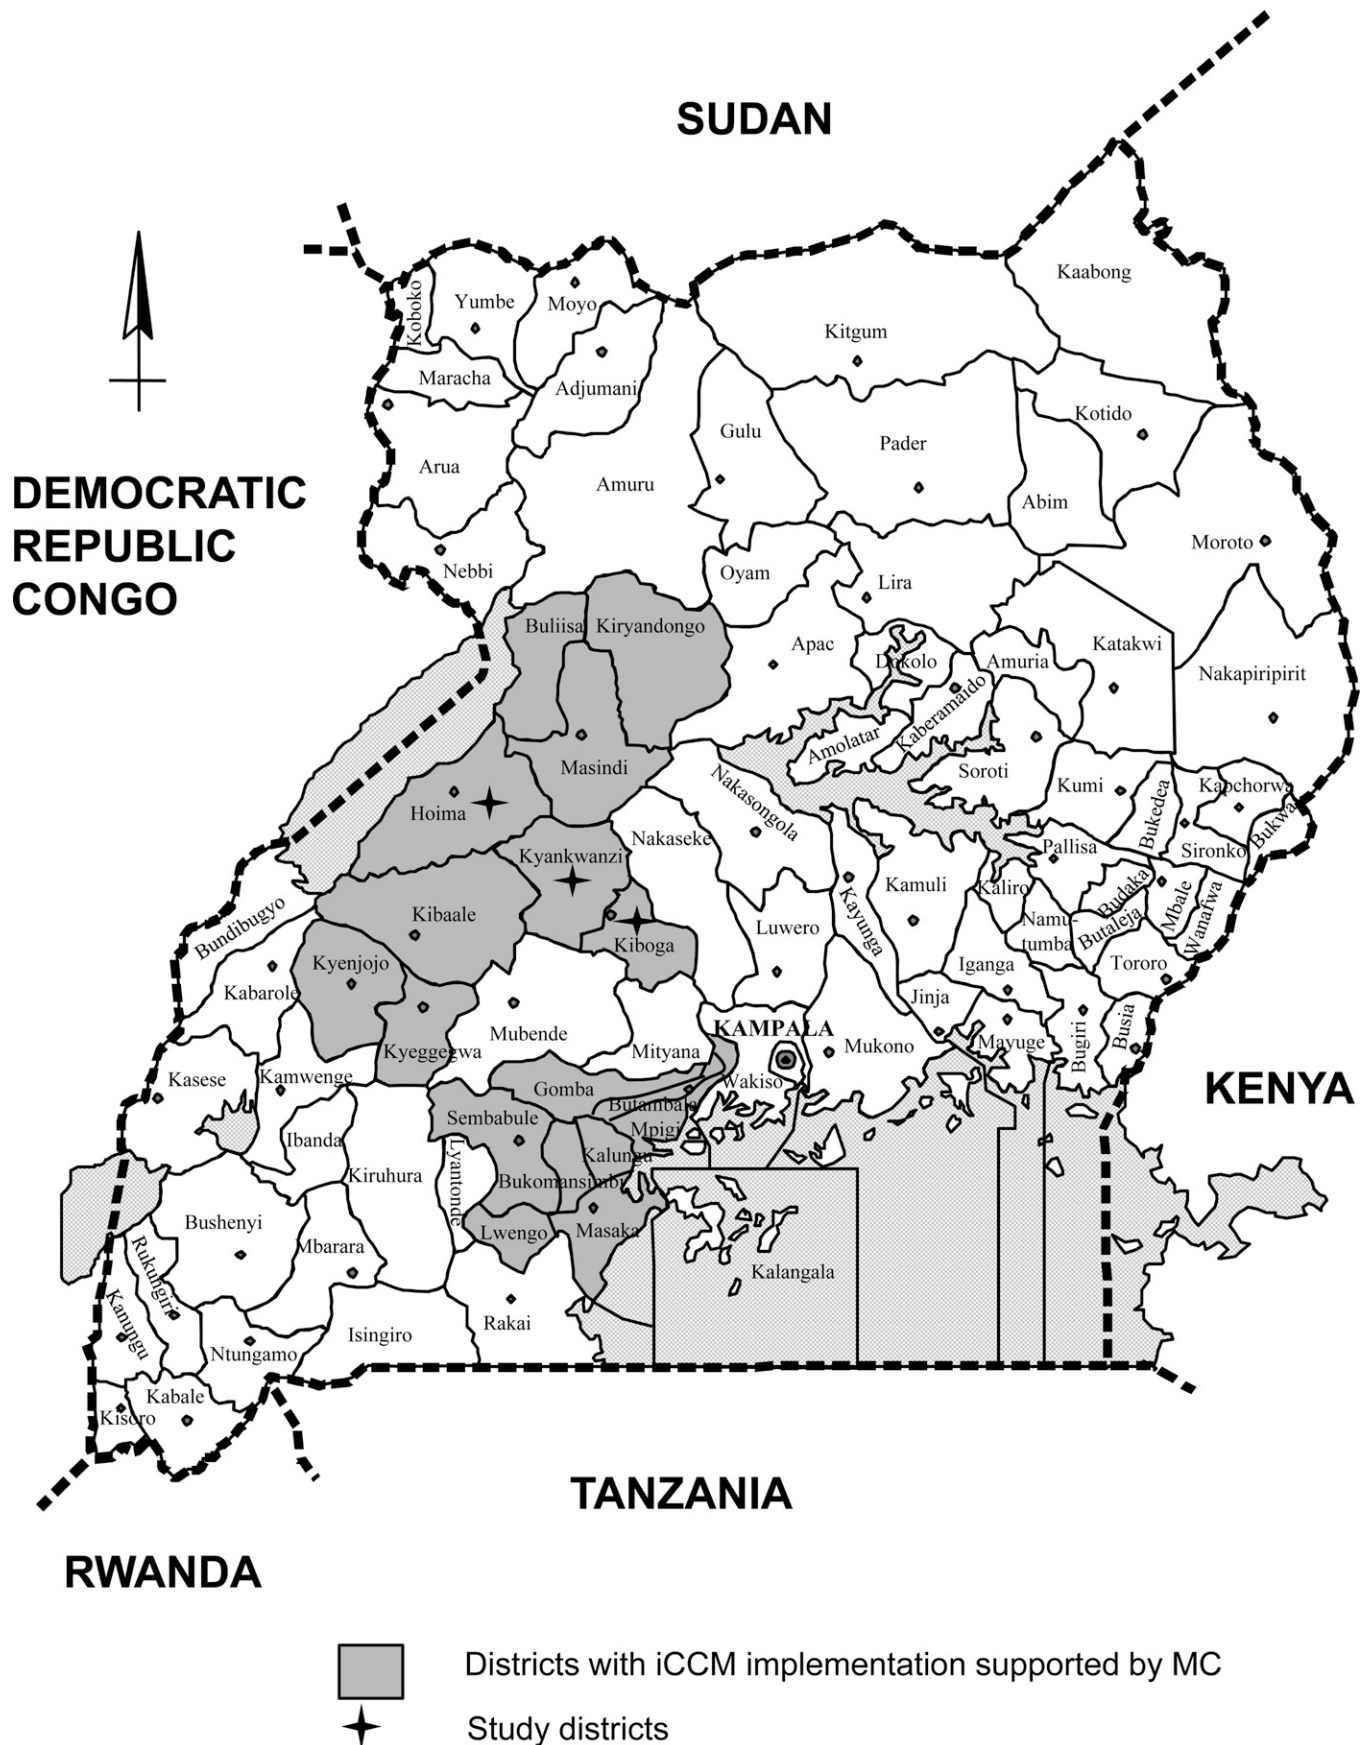 SUDAN
Kaabong
Koboko
Yumbe
Moyo
Kitgum
Maracha
Adjumani
Kotido
Gulu
Pader
Arua
Amuru
Abim
DEMOCRATIC
REPUBLIC
CONGO
Moroto
Nebbi
Oyam
Lira
Buliisa
Kiryandongo
Apac
Dokolo
Amuria
Katakwi
Nakapiripirit
Kaberamaido
Amolatar
Masindi
Soroti
Kumi
Bukedea
Kapchorwa
Bukwa
Hoima
Nakasongola
Nakaseke
Kyankwanzi
Pallisa
Sironko
Kamuli
Kaliro
Budaka
Mbale
Wanafwa
Kibaale
Kayunga
Luwero
Namu-
tumba
Butaleja
Bundibugyo
Kiboga
Kyenjojo
Iganga
Tororo
Kabarole
Jinja
Mubende
KAMPALA
Mukono
Mayuge
Bugiri
Busia
Kyeggegwa
Mityana
Kasese
Kamwenge
Gomba
Wakiso
KENYA
Butambala
Sembabule
Mpigi
Ibanda
Lyantonde
Kalungu
Kiruhura
Bukomansimbi
Bushenyi
Lwengo
Masaka
Mbarara
Rukungiri
Kalangala
Kanungu
Rakai
Isingiro
Ntungamo
Kabale
Kisoro
TANZANIA
RWANDA
Districts with iCCM implementation supported by MC
Study districts